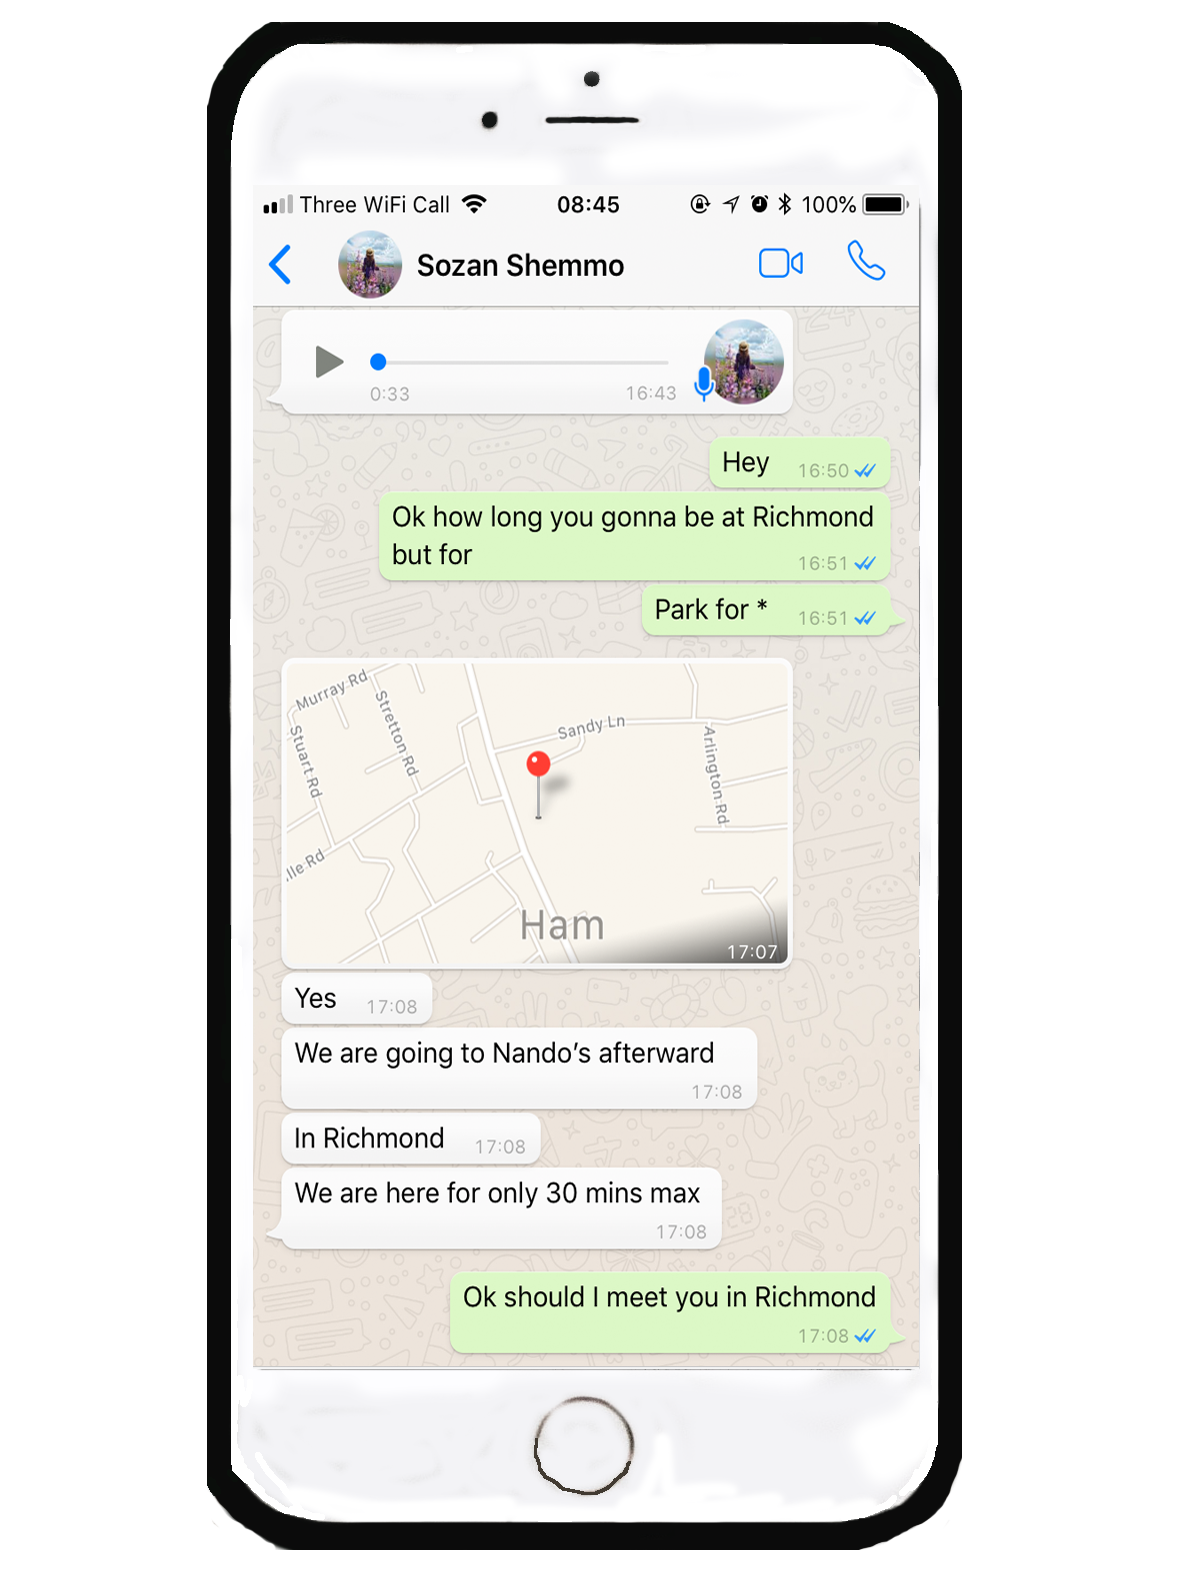 Three WiFi Call 08:45 100%
Sozan Shemmo
0:33 16:43
Hey 16:50
Ok how long you gonna be at Richmond
but for 16:51
Park for * 16:51
Murray Rd
Stretton Rd
Stuart Rd
Sandy Ln
Arlington Rd
lle Rd
Ham
17:07
Yes 17:08
We are going to Nando's afterward
17:08
In Richmond 17:08
We are here for only 30 mins max
17:08
Ok should I meet you in Richmond
17:08